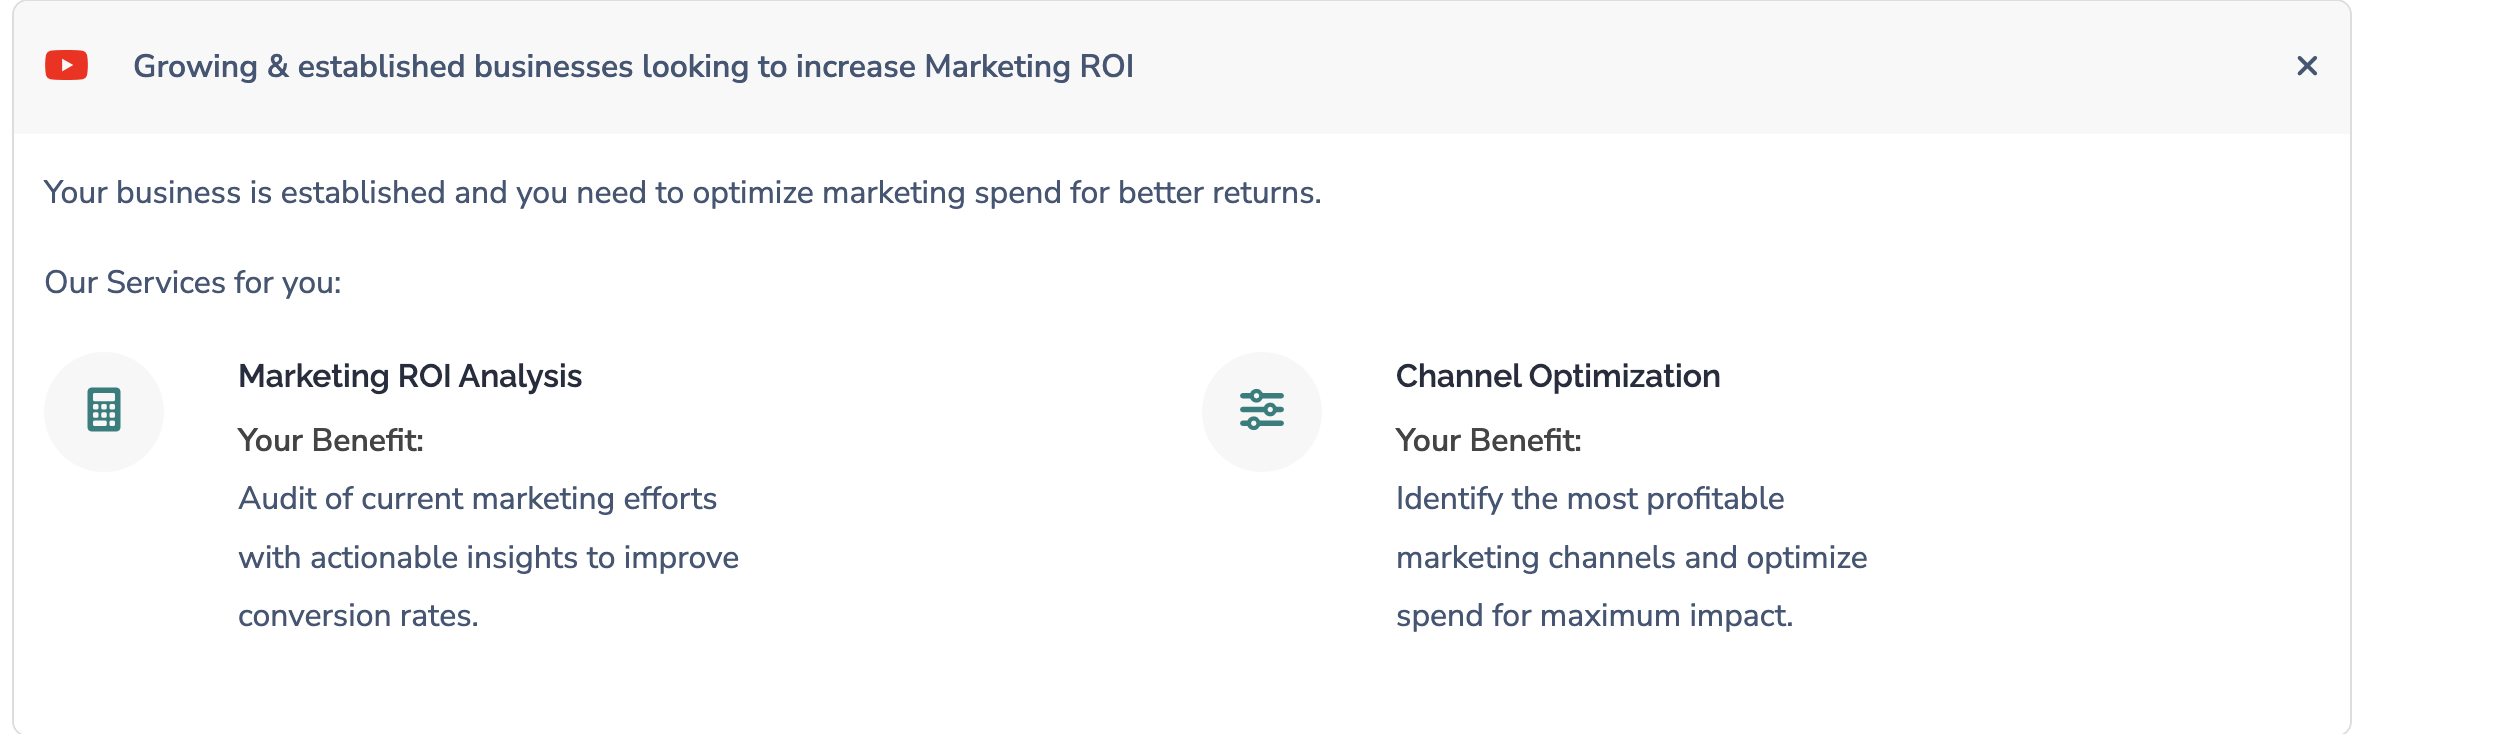 Growing & established businesses looking to increase Marketing ROI
Your business is established and you need to optimize marketing spend for better returns.
Our Services for you:
Marketing ROI Analysis
Your Benefit:
Audit of current marketing efforts
with actionable insights to improve
conversion rates.
Channel Optimization
Your Benefit:
Identify the most profitable
marketing channels and optimize
spend for maximum impact.